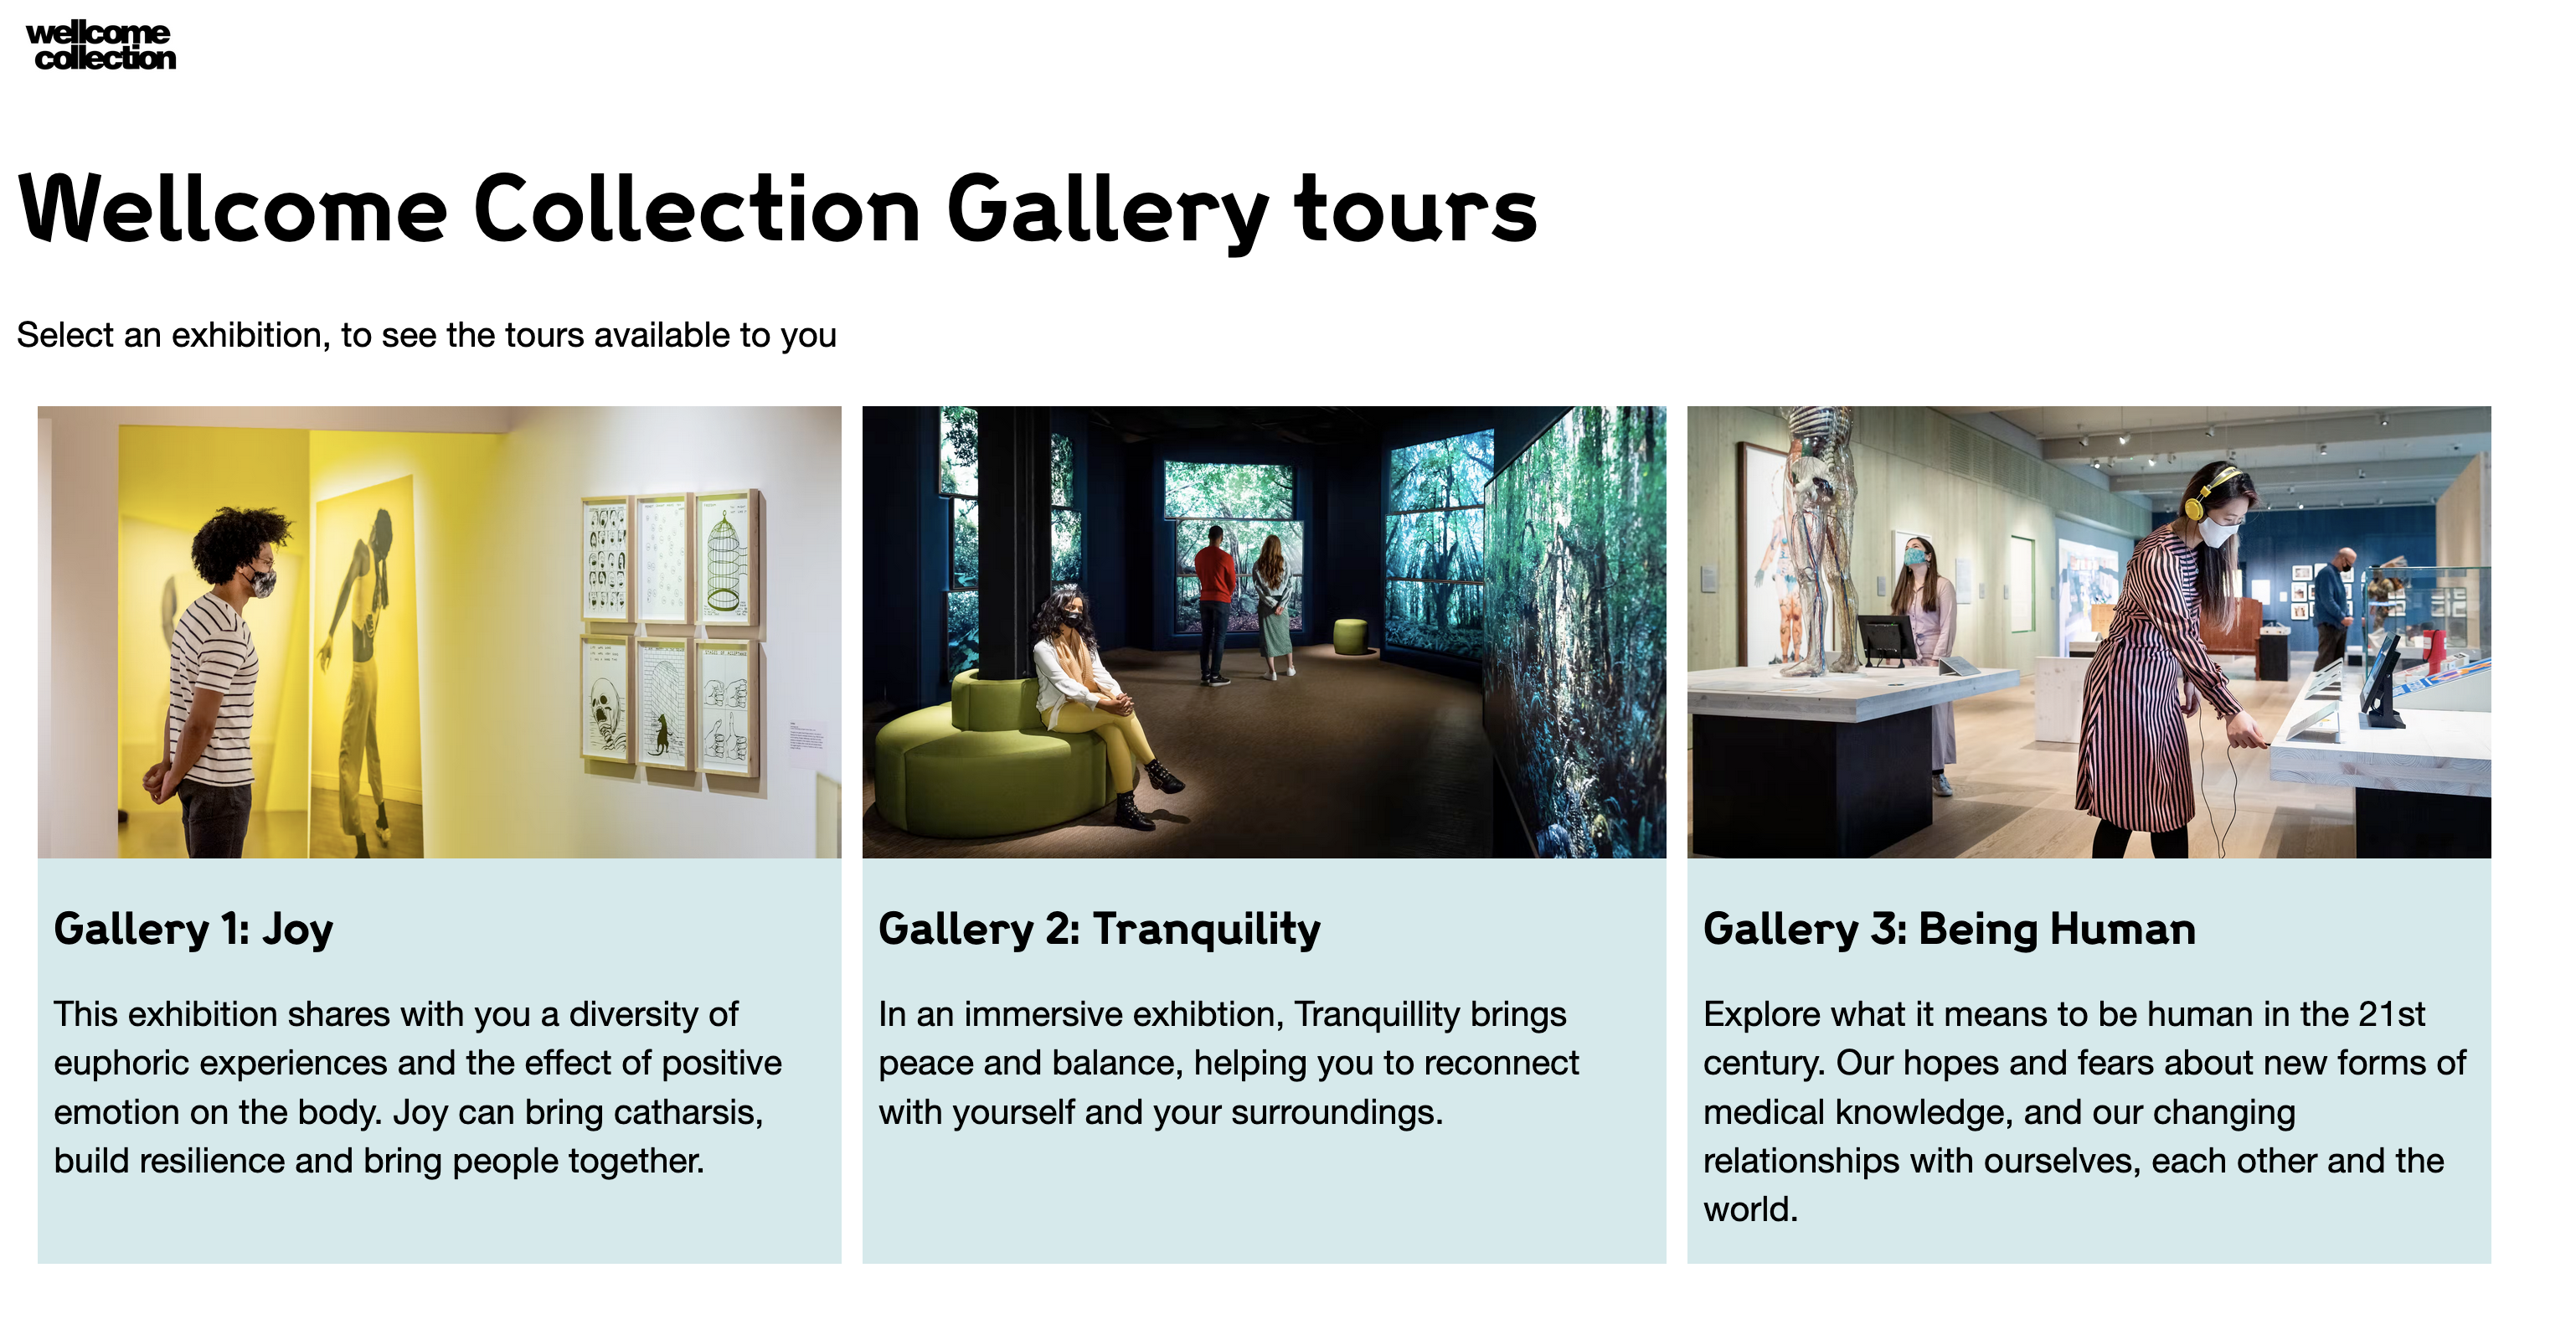 wellcome
collection
Wellcome Collection Gallery tours
Select an exhibition, to see the tours available to you
Gallery 1: Joy
This exhibition shares with you a diversity of
euphoric experiences and the effect of positive
emotion on the body. Joy can bring catharsis,
build resilience and bring people together.
Gallery 2: Tranquility
In an immersive exhibtion, Tranquillity brings
peace and balance, helping you to reconnect
with yourself and your surroundings.
Gallery 3: Being Human
Explore what it means to be human in the 21st
century. Our hopes and fears about new forms of
medical knowledge, and our changing
relationships with ourselves, each other and the
world.